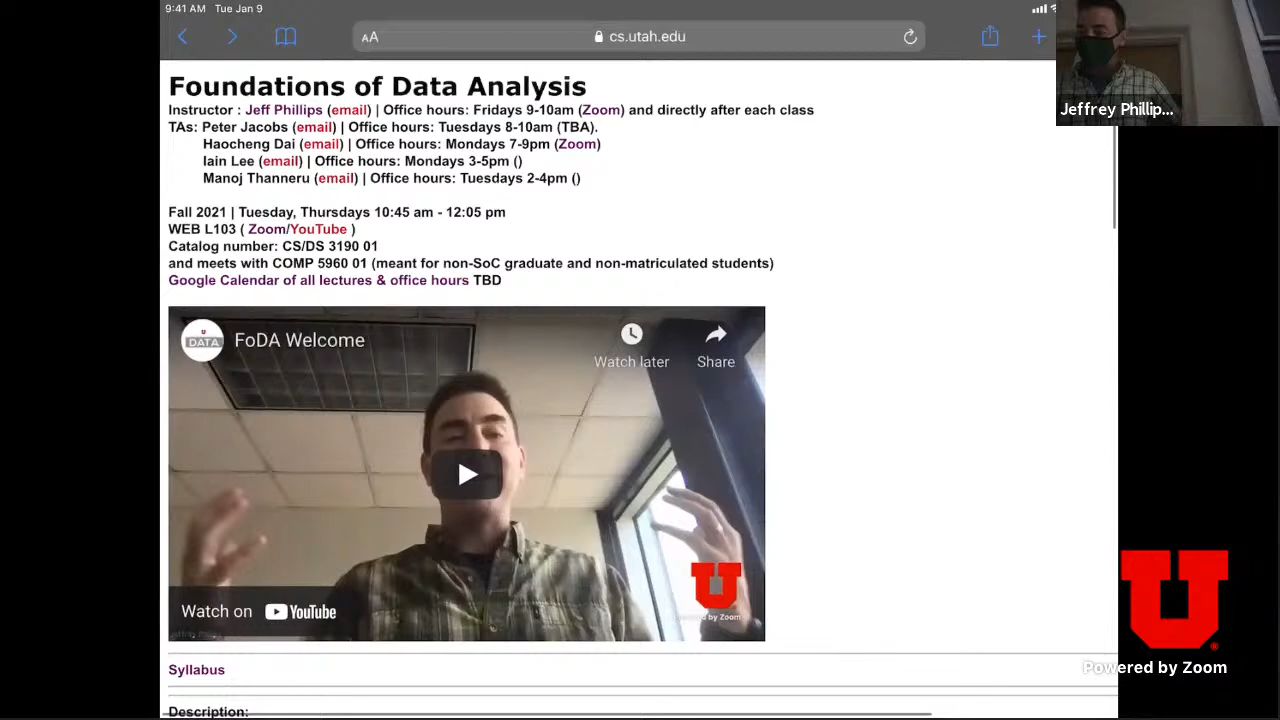 9:41 AM Tue Jan 9
AA
cs.utah.edu
Foundations of Data Analysis
Instructor : Jeff Phillips (email) | Office hours: Fridays 9-10am (Zoom) and directly after each class
TAs: Peter Jacobs (email) | Office hours: Tuesdays 8-10am (TBA).
Haocheng Dai (email) | Office hours: Mondays 7-9pm (Zoom)
Iain Lee (email) | Office hours: Mondays 3-5pm ()
Manoj Thanneru (email) | Office hours: Tuesdays 2-4pm ()
Fall 2021 | Tuesday, Thursdays 10:45 am - 12:05 pm
WEB L103 ( Zoom/YouTube )
Catalog number: CS/DS 3190 01
and meets with COMP 5960 01 (meant for non-SoC graduate and non-matriculated students)
Google Calendar of all lectures & office hours TBD
DATA
FoDA Welcome
Watch later
Share
Watch on YouTube
U
Powered by Zoom
Syllabus
Description:
Jeffrey Phillip...
U
Powered by Zoom